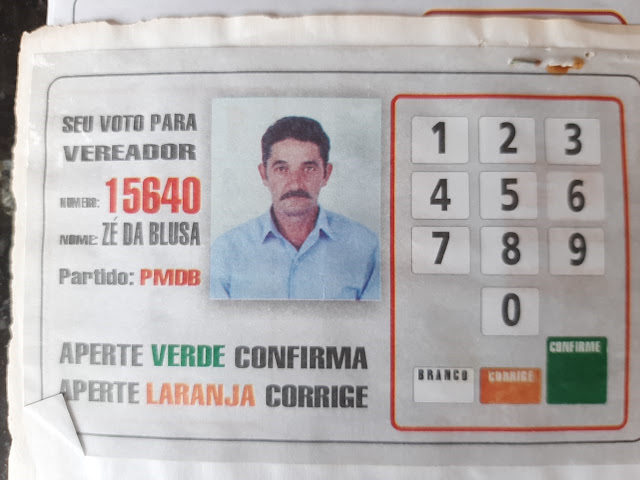 SEU VOTO PARA
VEREADOR
NUMERO: 15640
NOME: ZÉ DA BLUSA
Partido: PMDB
APERTE VERDE CONFIRMA
APERTE LARANJA CORRIGE
1 2 3
4 5 6
7 8 9
0
BRANCO CORRIGE CONFIRME